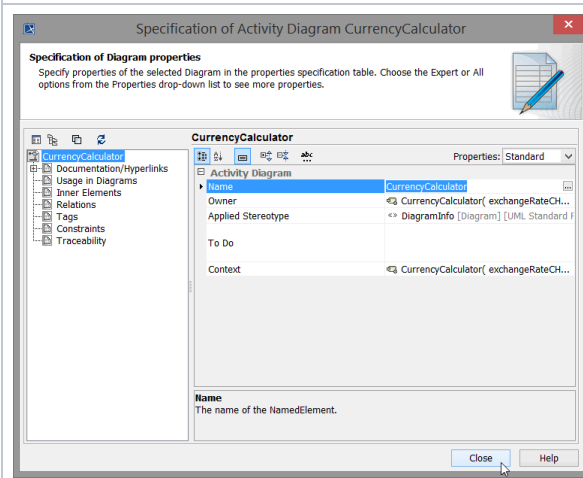 Specification of Activity Diagram CurrencyCalculator
Specification of Diagram properties
Specify properties of the selected Diagram in the properties specification table. Choose the Expert or All
options from the Properties drop-down list to see more properties.
CurrencyCalculator
Documentation/Hyperlinks
Usage in Diagrams
Inner Elements
Relations
Tags
Constraints
Traceability
CurrencyCalculator
Properties: Standard
Activity Diagram
Name CurrencyCalculator ...
Owner CurrencyCalculator( exchangeRateCH...
Applied Stereotype «» DiagramInfo [Diagram] [UML Standard
To Do
Context CurrencyCalculator( exchangeRateCH...
Name
The name of the NamedElement.
Close Help